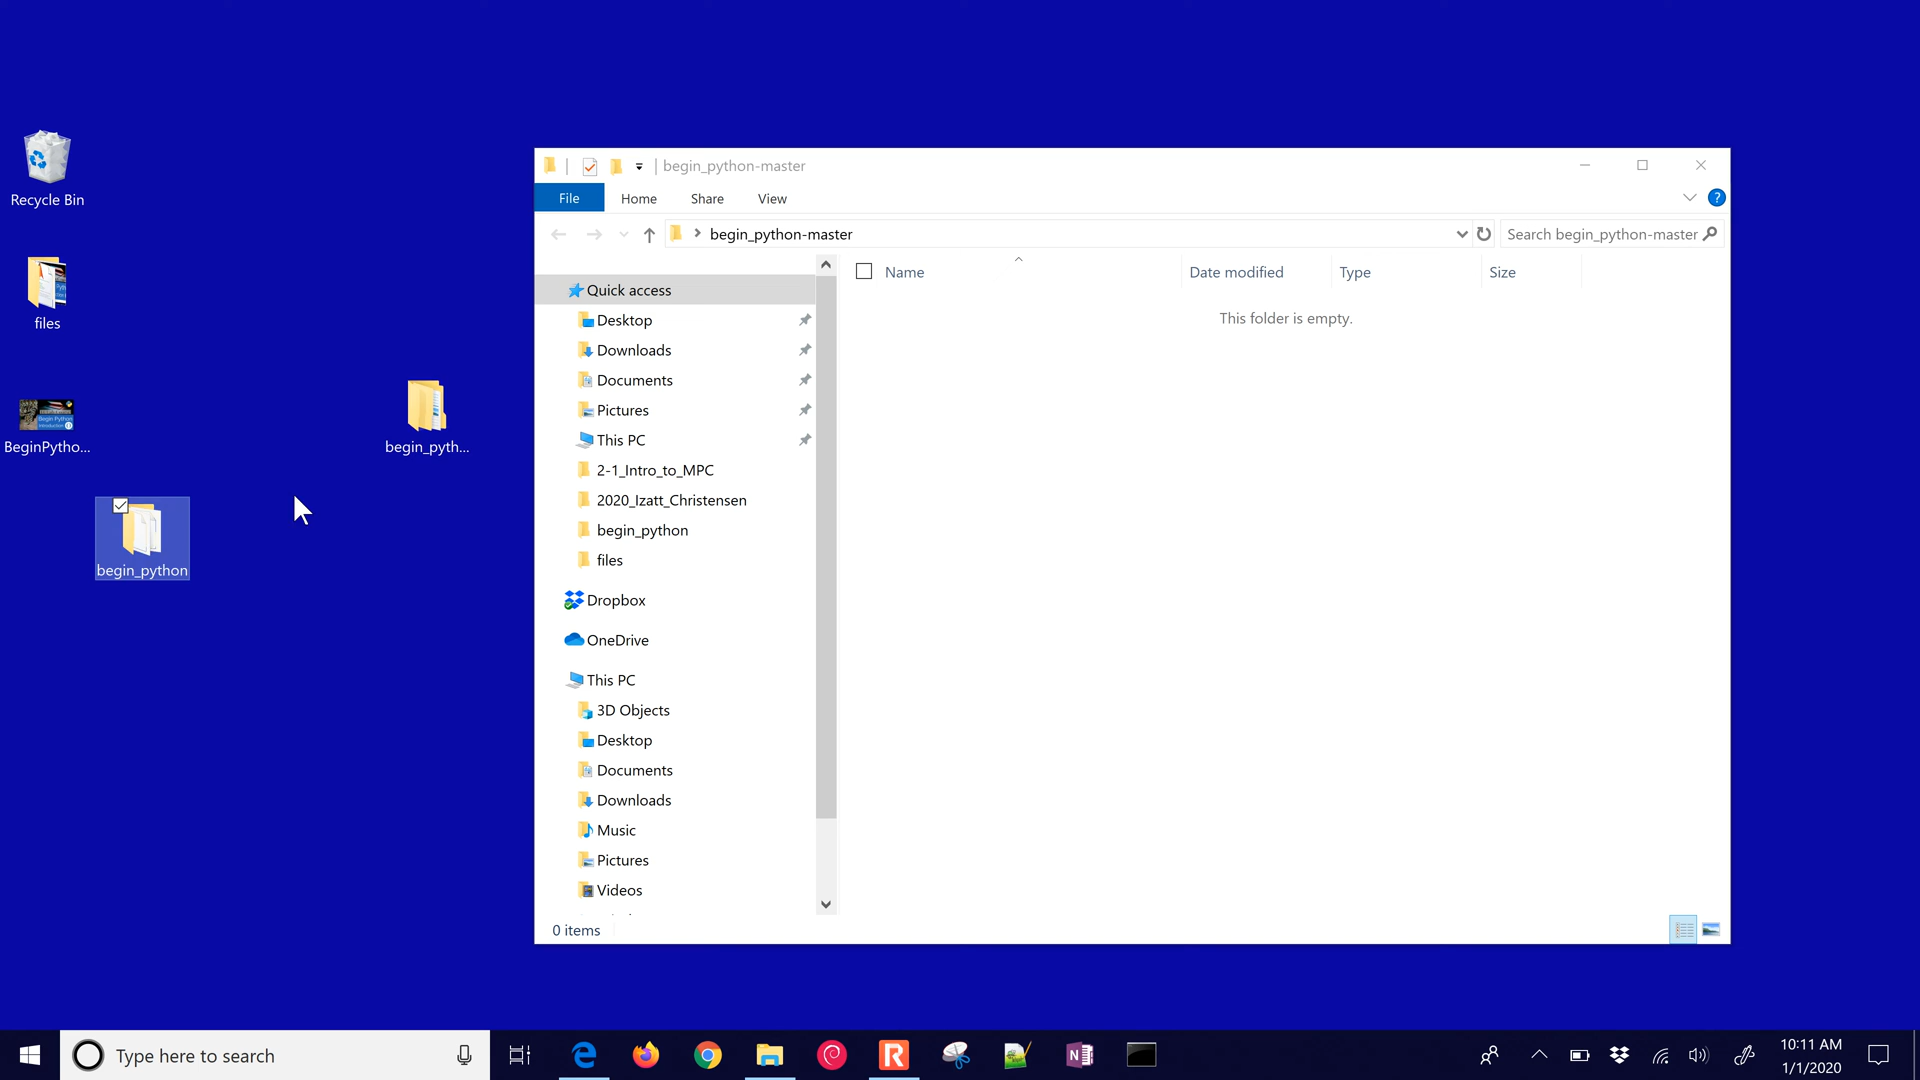 Recycle Bin
files
BeginPytho...
begin_pyth...
begin_python
begin_python-master
File
Home
Share
View
begin_python-master
Search begin_python-master
Quick access
Desktop
Downloads
Documents
Pictures
This PC
2-1_Intro_to_MPC
2020_Izatt_Christensen
begin_python
files
Dropbox
OneDrive
This PC
3D Objects
Desktop
Documents
Downloads
Music
Pictures
Videos
Name
Date modified
Type
Size
This folder is empty.
0 items
Type here to search
10:11 AM
1/1/2020